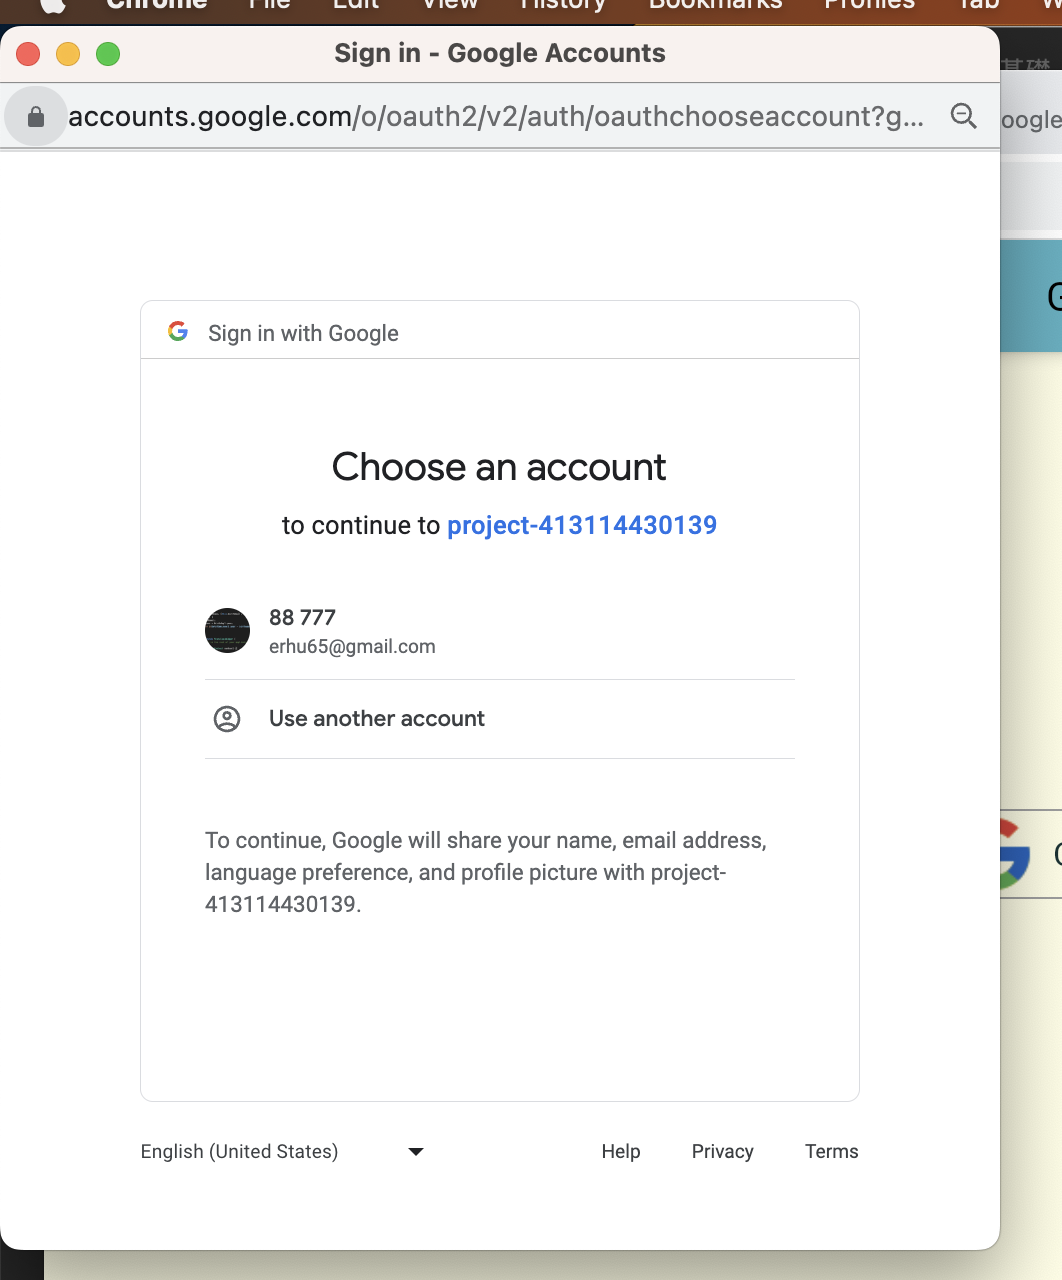 Chrome File Edit View History Bookmarks Profiles Tab
Sign in - Google Accounts
基礎
accounts.google.com/o/oauth2/v2/auth/oauthchooseaccount?g...
oogle
G
Sign in with Google
Choose an account
to continue to project-413114430139
88 777
erhu65@gmail.com
Use another account
To continue, Google will share your name, email address,
language preference, and profile picture with project-
413114430139.
English (United States)
Help Privacy Terms